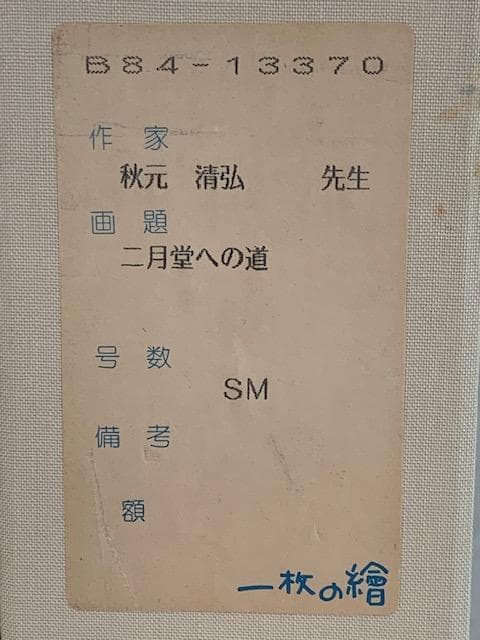 B84-13370
作家
秋元 清弘 先生
画題
二月堂への道
号数
SM
備考
額
一枚の繪